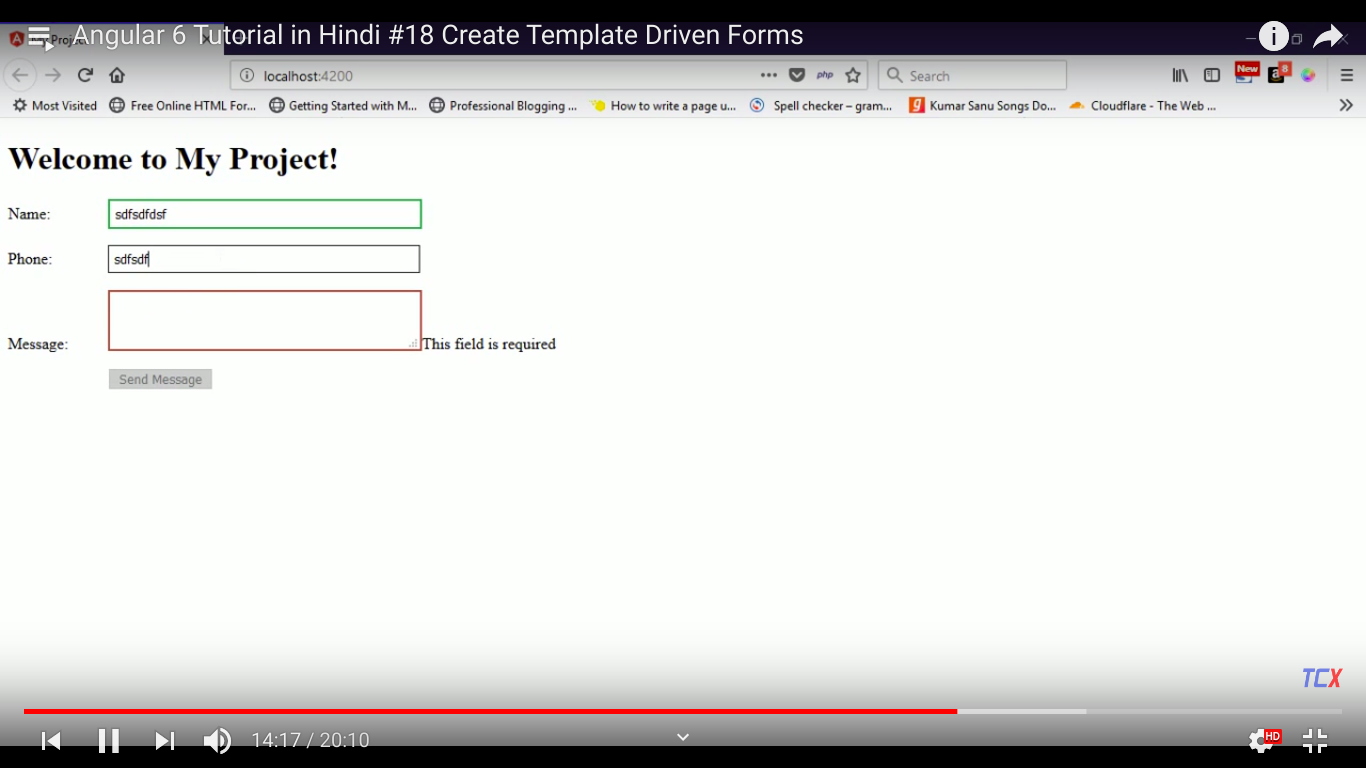 Angular 6 Tutorial in Hindi #18 Create Template Driven Forms
localhost:4200
php
Search
New
a
8
Most Visited
Free Online HTML For...
Getting Started with M...
Professional Blogging ...
How to write a page u...
Spell checker – gram...
g
Kumar Sanu Songs Do...
Cloudflare - The Web ...
Welcome to My Project!
Name: sdfsdfdsf
Phone: sdfsdf
Message: This field is required
Send Message
TCX
14:17 / 20:10
HD